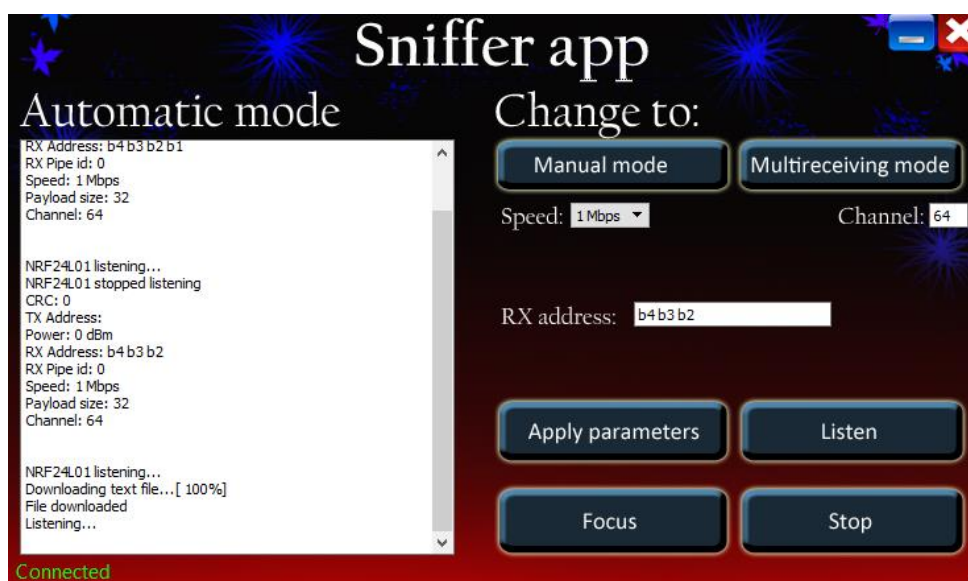 Sniffer app
Automatic mode
RX Address: b4 b3 b2 b1
RX Pipe id: 0
Speed: 1 Mbps
Payload size: 32
Channel: 64
NRF24L01 listening...
NRF24L01 stopped listening
CRC: 0
TX Address:
Power: 0 dBm
RX Address: b4 b3 b2
RX Pipe id: 0
Speed: 1 Mbps
Payload size: 32
Channel: 64
NRF24L01 listening...
Downloading text file...[ 100%]
File downloaded
Listening...
Connected
Change to:
Manual mode
Multireceiving mode
Speed: 1 Mbps
Channel: 64
RX address: b4 b3 b2
Apply parameters
Listen
Focus
Stop